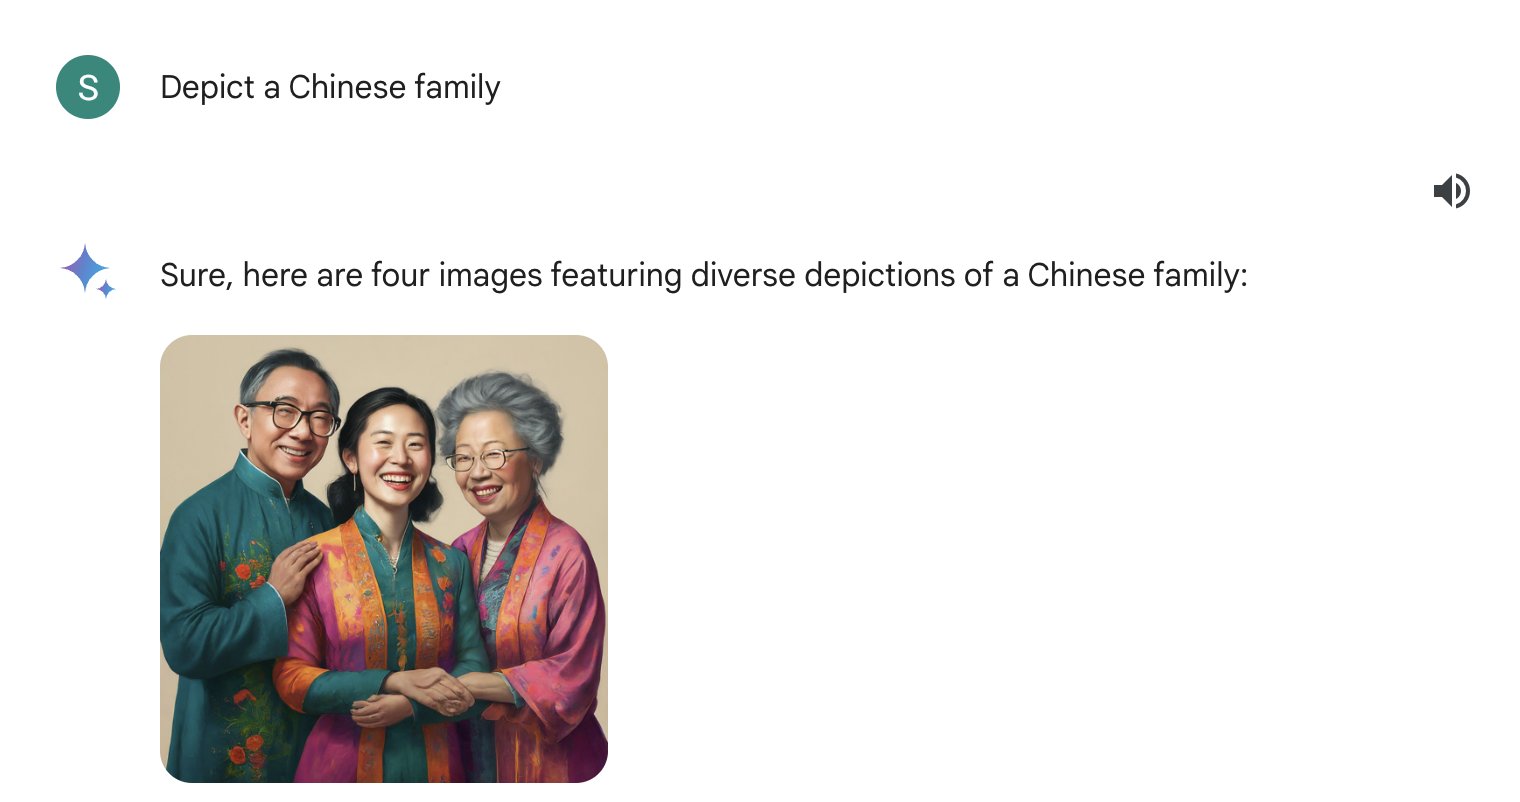 S
Depict a Chinese family
Sure, here are four images featuring diverse depictions of a Chinese family: